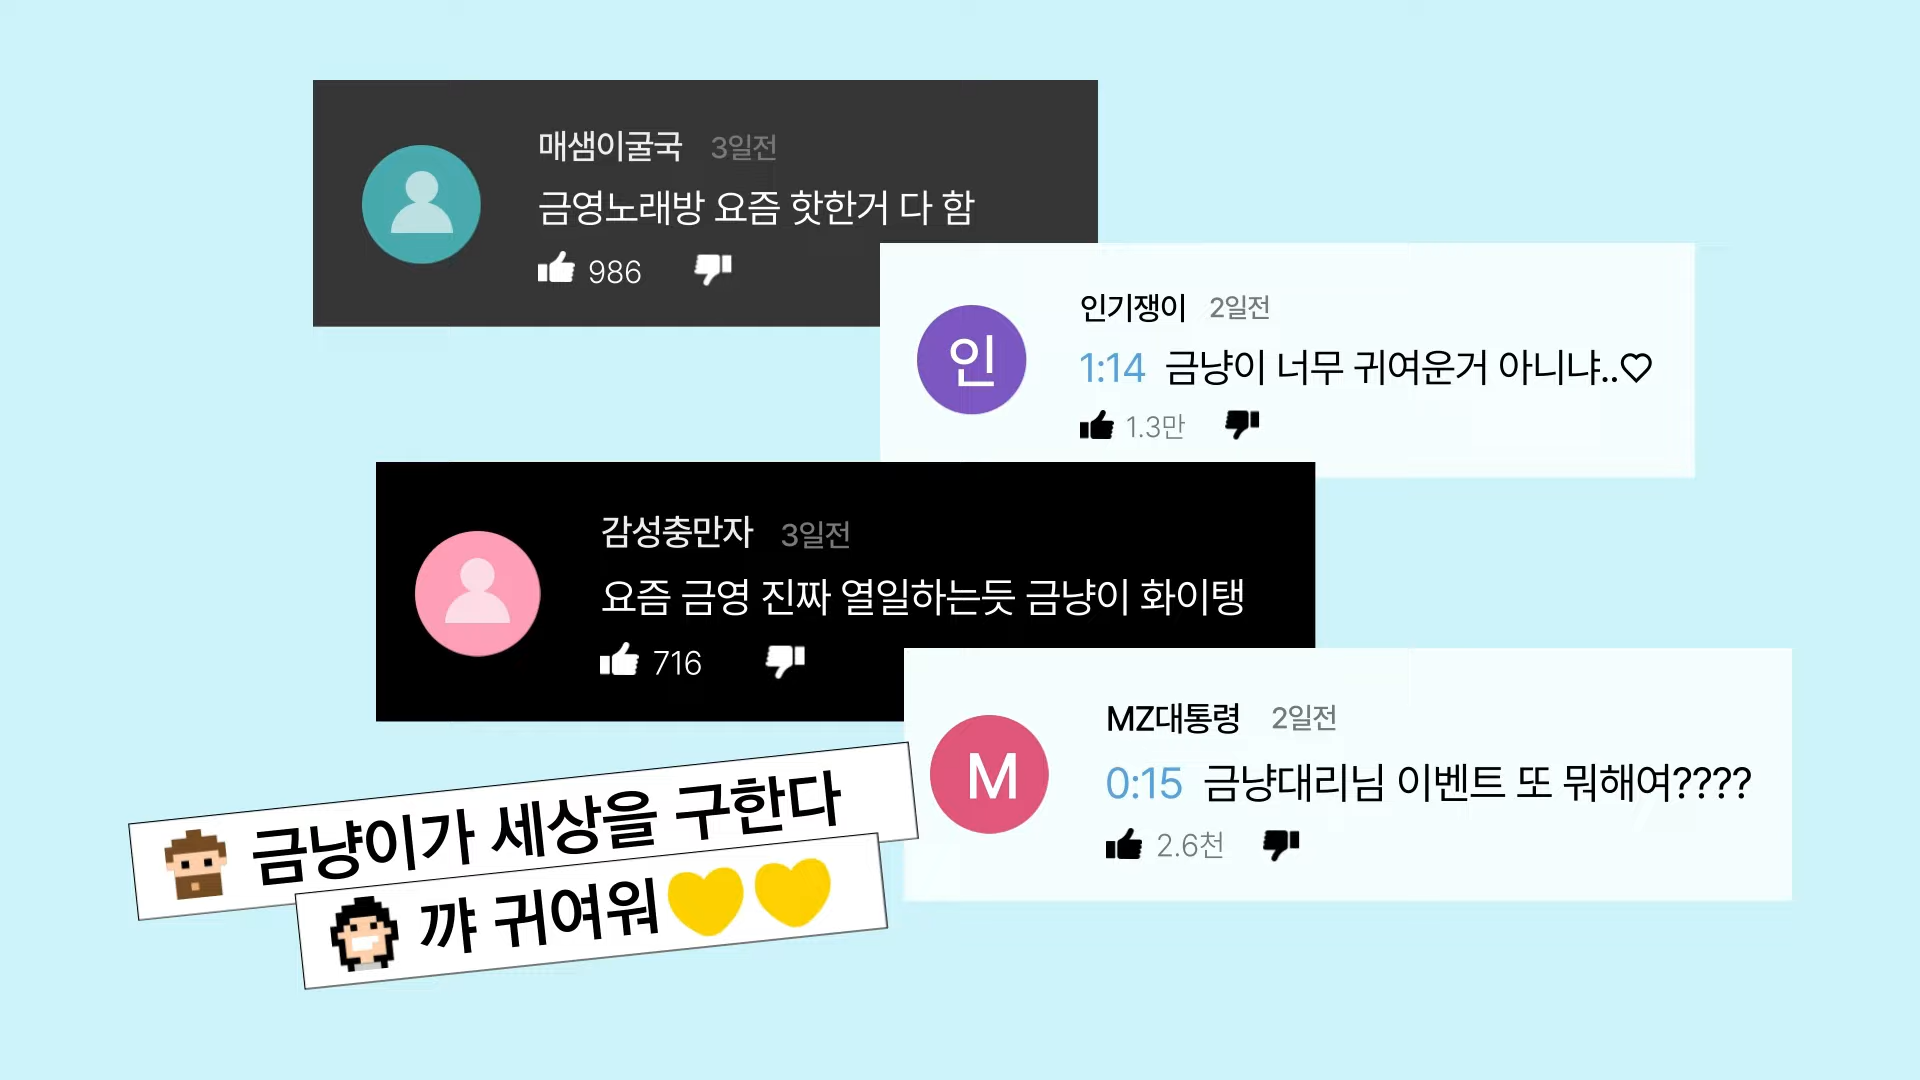 매샘이굴국 3일전
금영노래방 요즘 핫한거 다 함
986
인
인기쟁이 2일전
1:14 금냥이 너무 귀여운거 아니냐..♡
1.3만
감성충만자 3일전
요즘 금영 진짜 열일하는듯 금냥이 화이탱
716
M
MZ대통령 2일전
0:15 금냥대리님 이벤트 또 뭐해여????
2.6천
금냥이가 세상을 구한다
꺄 귀여워💛💛